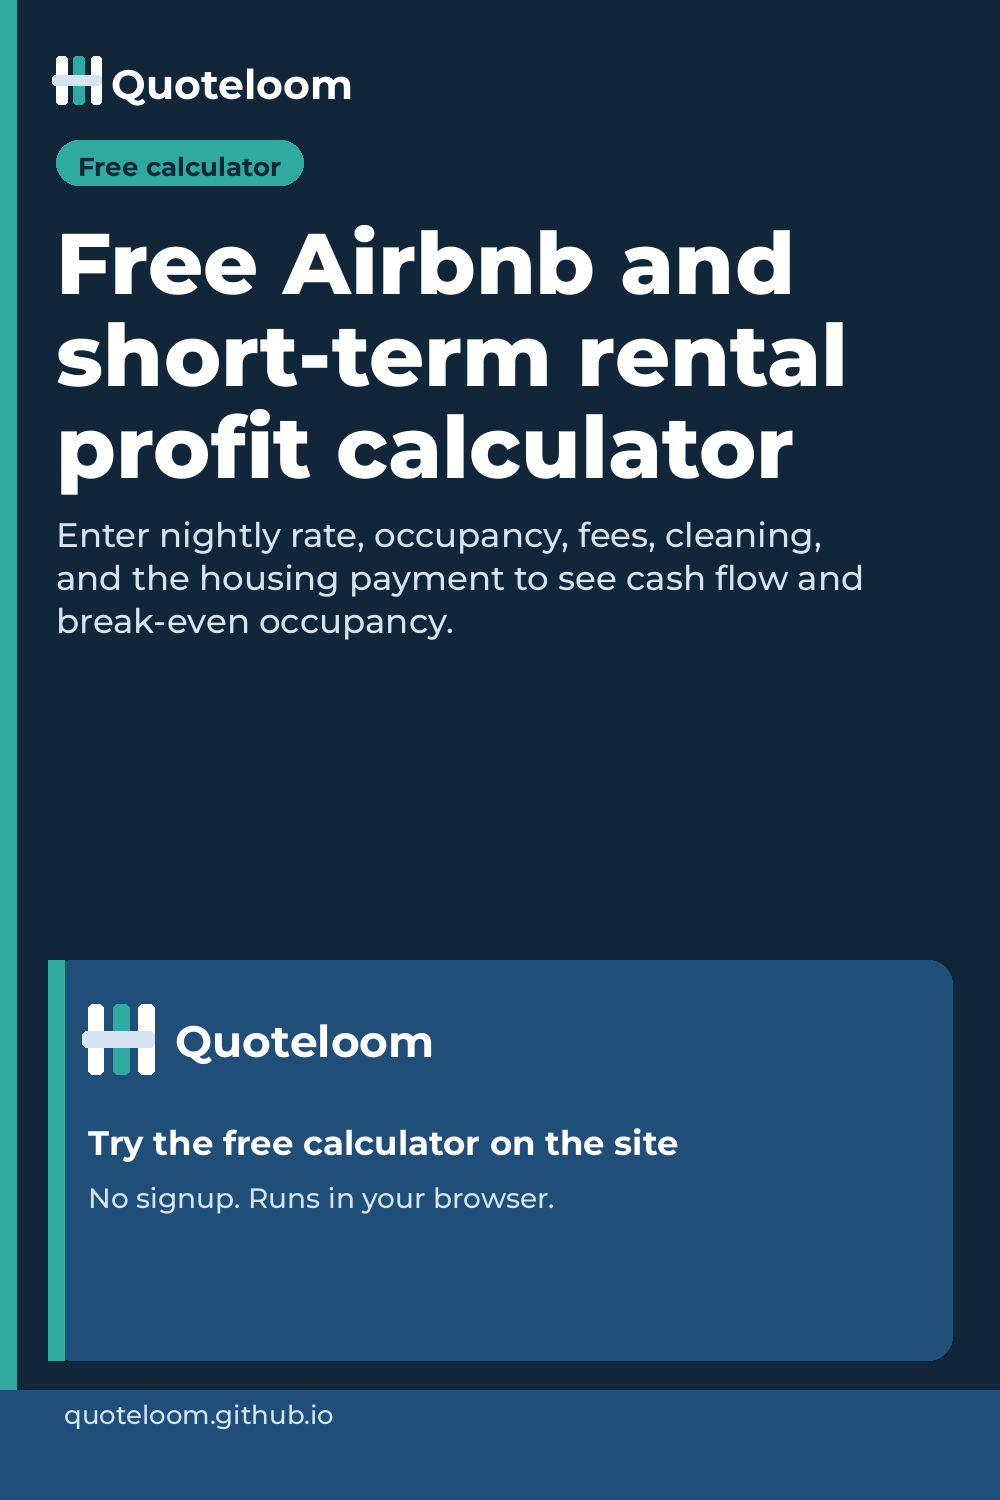 Quoteloom
Free calculator
Free Airbnb and
short-term rental
profit calculator
Enter nightly rate, occupancy, fees, cleaning,
and the housing payment to see cash flow and
break-even occupancy.
Quoteloom
Try the free calculator on the site
No signup. Runs in your browser.
quoteloom.github.io